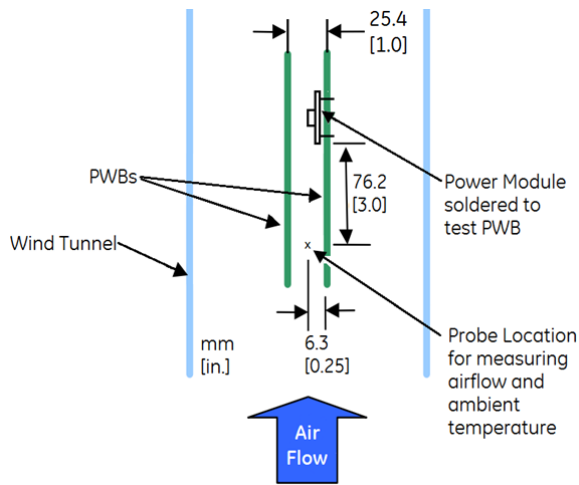 25.4
[1.0]
PWBs
76.2
[3.0]
Power Module
soldered to
test PWB
Wind Tunnel
x
mm
[in.]
6.3
[0.25]
Probe Location
for measuring
airflow and
ambient
temperature
Air
Flow